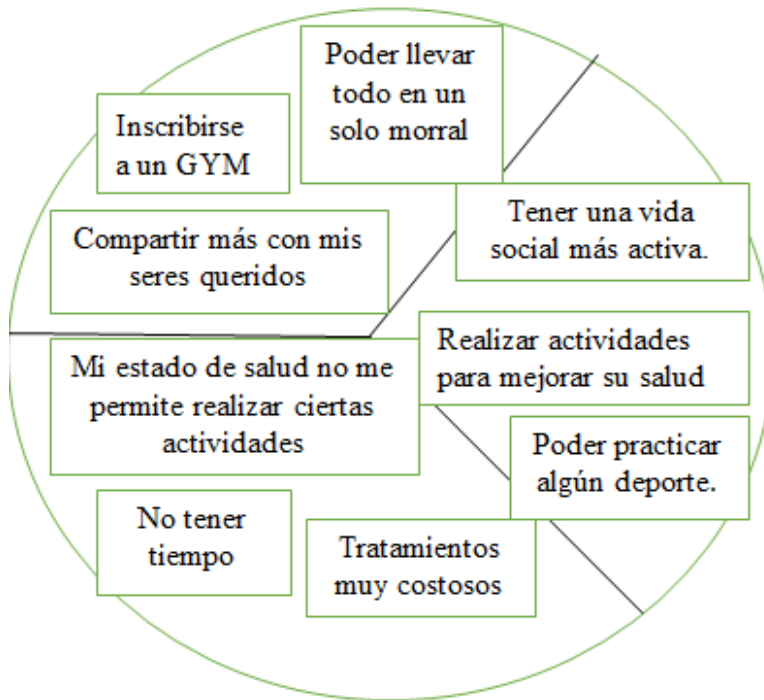 Poder llevar
todo en un
solo morral
Inscribirse
a un GYM
Tener una vida
social más activa.
Compartir más con mis
seres queridos
Realizar actividades
para mejorar su salud
Mi estado de salud no me
permite realizar ciertas
actividades
Poder practicar
algún deporte.
No tener
tiempo
Tratamientos
muy costosos